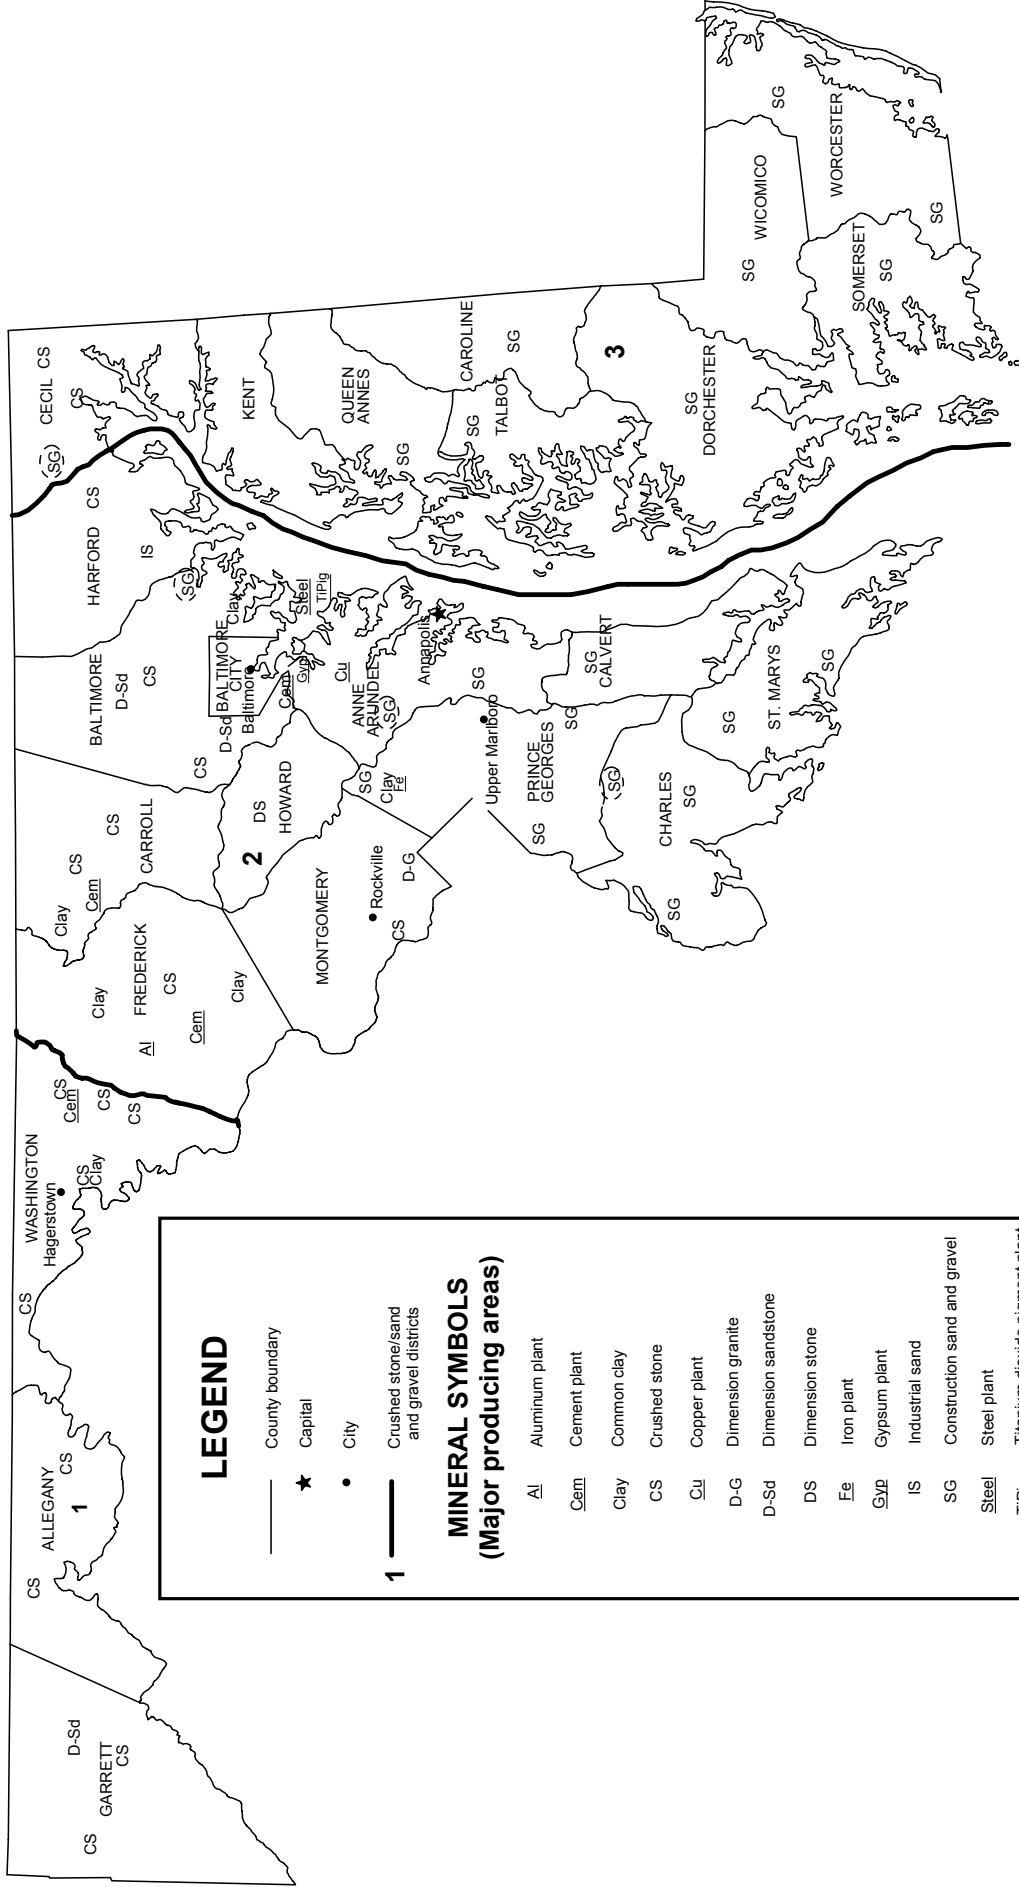 GARRETT
D-Sd
CS
CS
ALLEGANY
CS
CS
1
WASHINGTON
Hagerstown
CS
CS
Clay
CS
Cem
CS
CS
FREDERICK
Clay
Al
CS
Cem
Clay
CARROLL
Clay
CS
Cem
CS
BALTIMORE
D-Sd
CS
CS
D-Sd
BALTIMORE
CITY
Baltimore
Clay
Cem
Gyp
Steel
TiPig
HARFORD
CS
IS
SG
CECIL
CS
CS
SG
2
DS
HOWARD
MONTGOMERY
Rockville
CS
D-G
ANNE
ARUNDEL
Cu
SG
Annapolis
SG
SG
Clay
Fe
Upper Marlboro
PRINCE
GEORGES
SG
SG
SG
CHARLES
SG
SG
CALVERT
SG
ST. MARYS
SG
SG
KENT
QUEEN
ANNES
SG
CAROLINE
SG
TALBOT
SG
3
DORCHESTER
SG
WICOMICO
SG
WORCESTER
SG
SG
SOMERSET
SG
LEGEND
County boundary
Capital
City
1 Crushed stone/sand
and gravel districts
MINERAL SYMBOLS
(Major producing areas)
Al Aluminum plant
Cem Cement plant
Clay Common clay
CS Crushed stone
Cu Copper plant
D-G Dimension granite
D-Sd Dimension sandstone
DS Dimension stone
Fe Iron plant
Gyp Gypsum plant
IS Industrial sand
SG Construction sand and gravel
Steel Steel plant